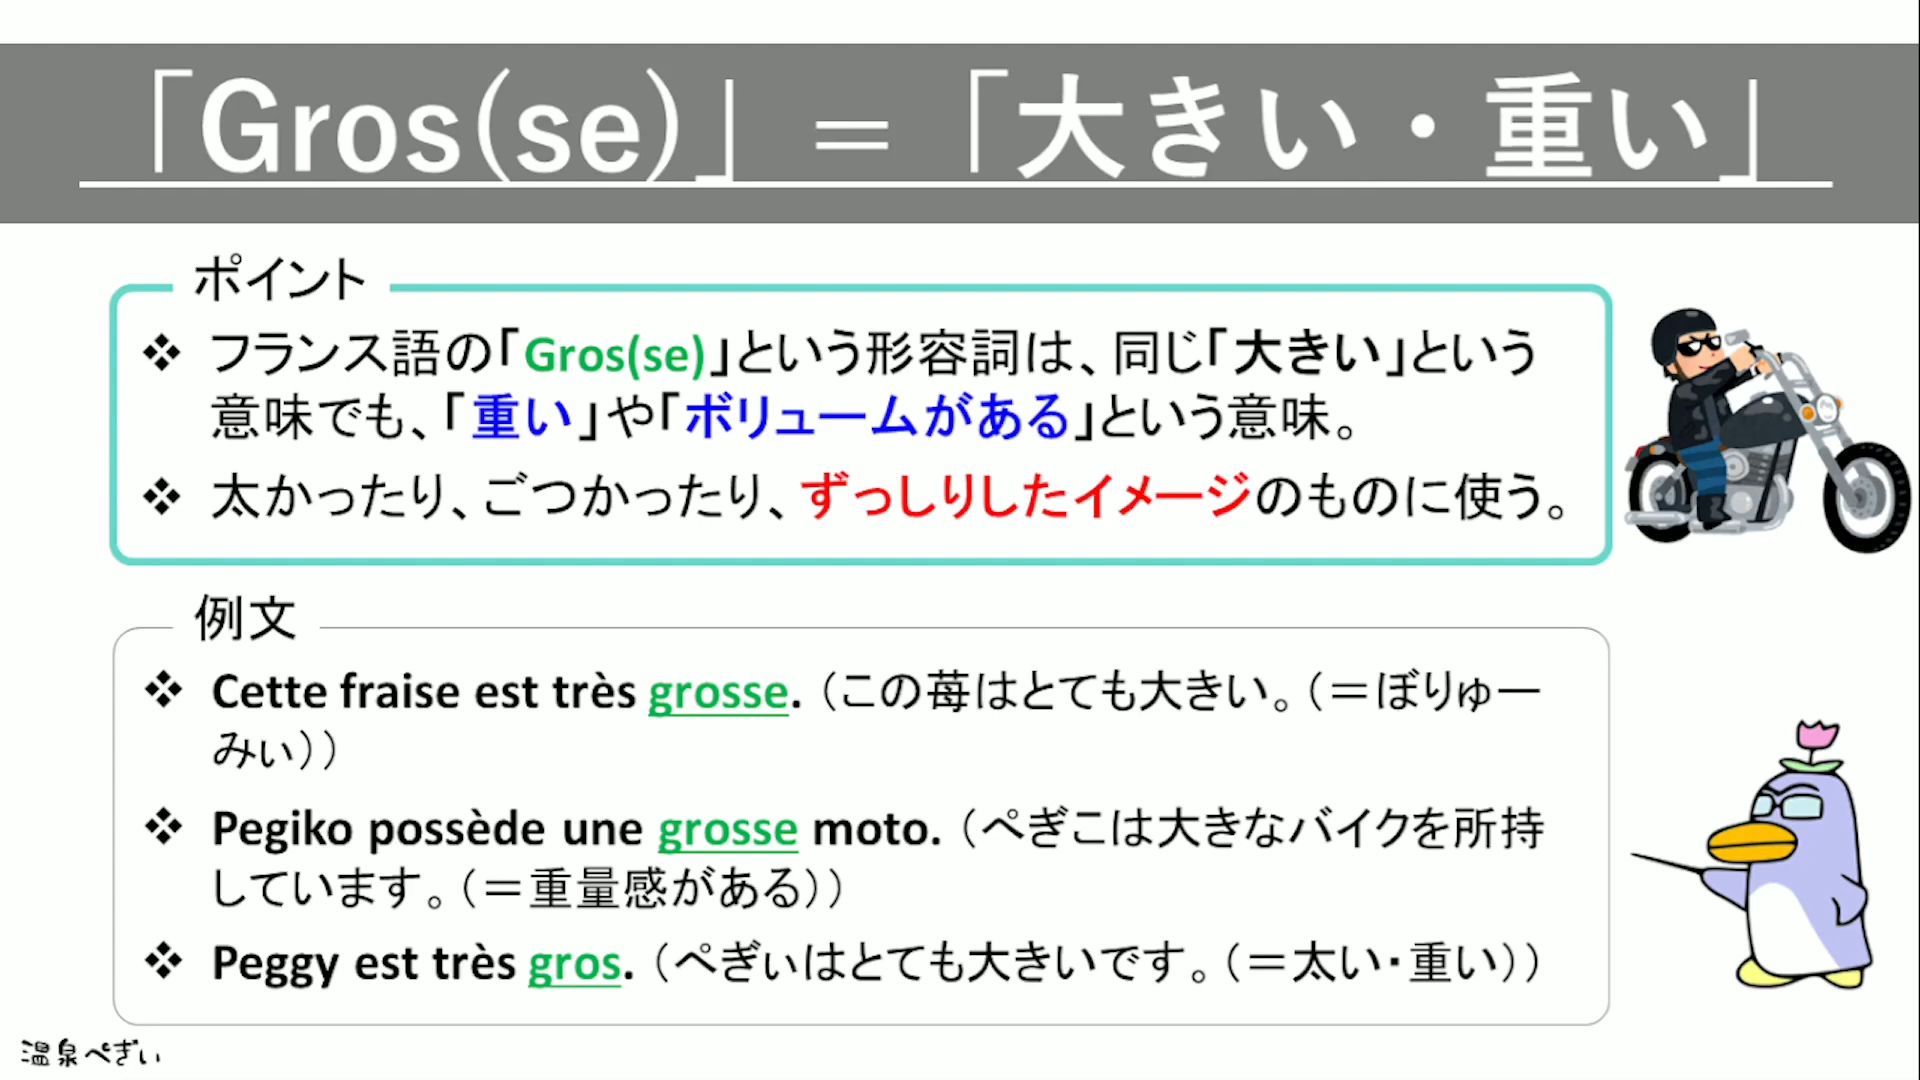 「Gros(se)」 = 「大きい・重い」
ポイント
❖ フランス語の「Gros(se)」という形容詞は、同じ「大きい」という
意味でも、「重い」や「ボリュームがある」という意味。
❖ 太かったり、ごつかったり、ずっしりしたイメージのものに使う。
例文
❖ Cette fraise est très grosse. （この苺はとても大きい。（＝ぼりゅー
みぃ））
❖ Pegiko possède une grosse moto. （ぺぎこは大きなバイクを所持
しています。（＝重量感がある））
❖ Peggy est très gros. （ぺぎぃはとても大きいです。（＝太い・重い））
温泉ぺぎぃ